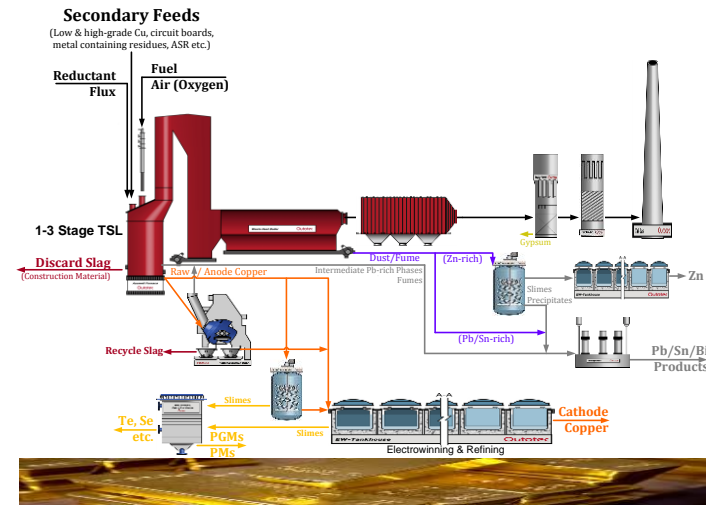 Secondary Feeds
(Low & high-grade Cu, circuit boards,
metal containing residues, ASR etc.)
Reductant
Flux
Fuel
Air (Oxygen)
1-3 Stage TSL
Discard Slag
(Construction Material)
Raw / Anode Copper
Dust/Fume
(Zn-rich)
Intermediate Pb-rich Phases
Fumes
Gypsum
Slimes
Precipitates
Zn
(Pb/Sn-rich)
Pb/Sn/Bi
Products
Recycle Slag
Slimes
Te, Se
etc.
PGMs
PMs
Slimes
EW-Tankhouse
Outotec
Cathode
Copper
Electrowinning & Refining